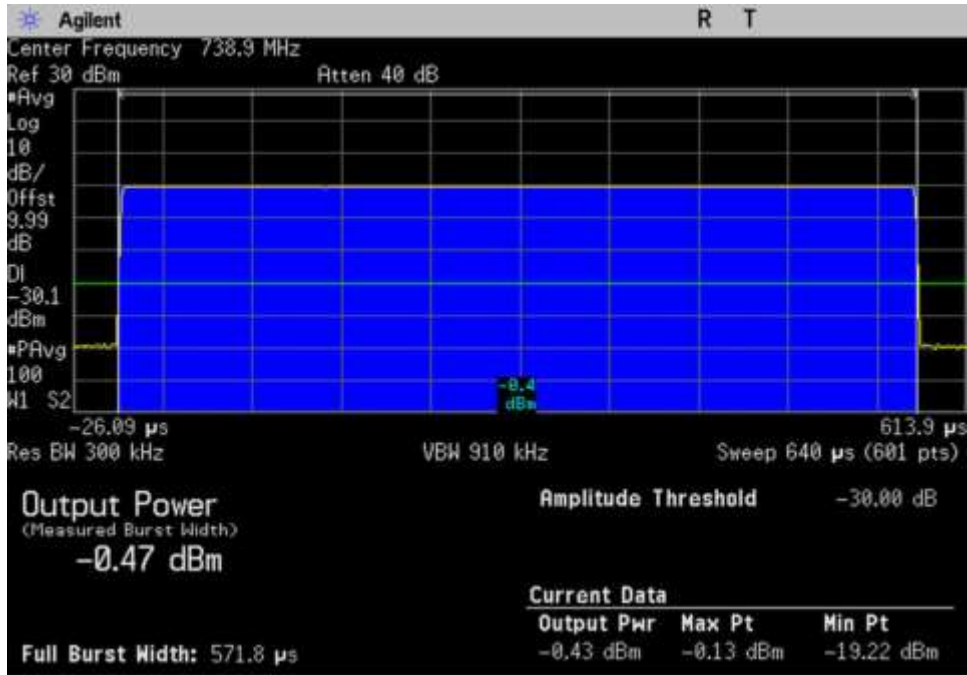 Agilent R T
Center Frequency 738.9 MHz
Ref 30 dBm Atten 40 dB
#Avg
Log
10
dB/
Offst
9.99
dB
DI
-30.1
dBm
#PAvg
100
W1 S2
-0.4
dBm
-26.09 µs 613.9 µs
Res BW 300 kHz VBW 910 kHz Sweep 640 µs (601 pts)
Output Power
(Measured Burst Width)
-0.47 dBm
Amplitude Threshold -30.00 dB
Current Data
Output Pwr Max Pt Min Pt
-0.43 dBm -0.13 dBm -19.22 dBm
Full Burst Width: 571.8 µs